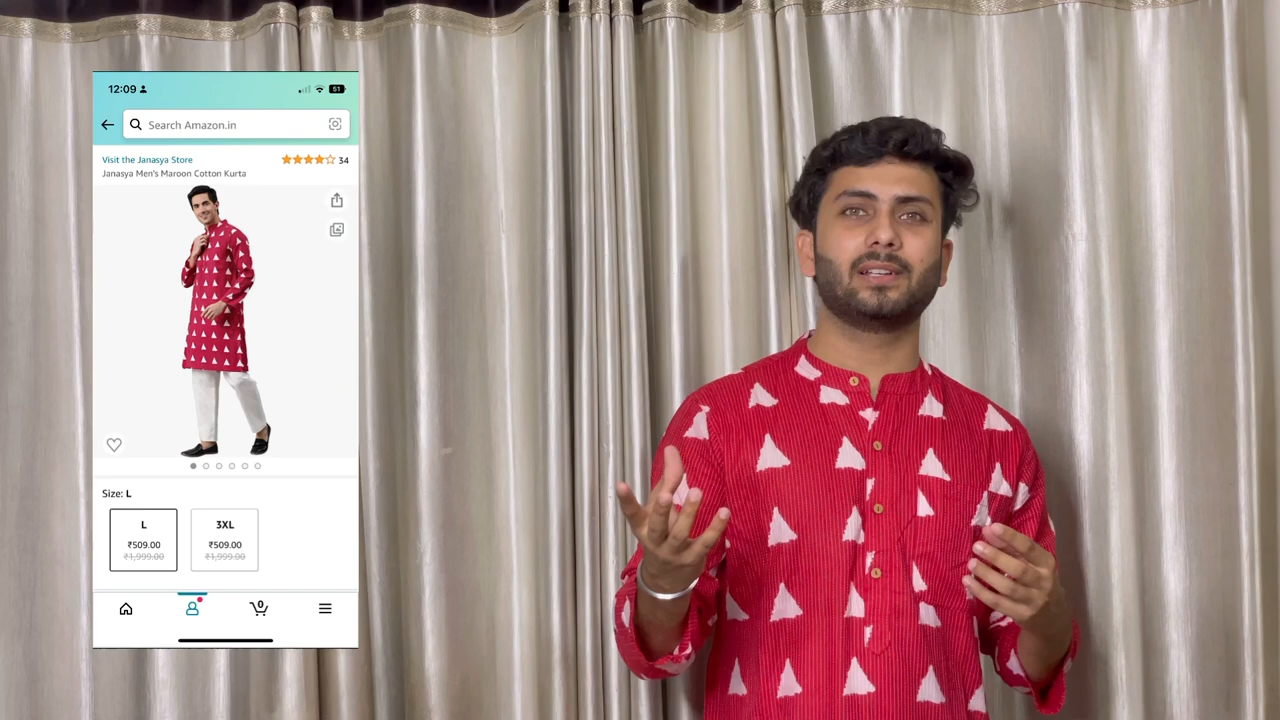 12:09
51
Search Amazon.in
Visit the Janasya Store
34
Janasya Men's Maroon Cotton Kurta
Size: L
L
3XL
₹509.00
₹509.00
₹1,999.00
₹1,999.00
0